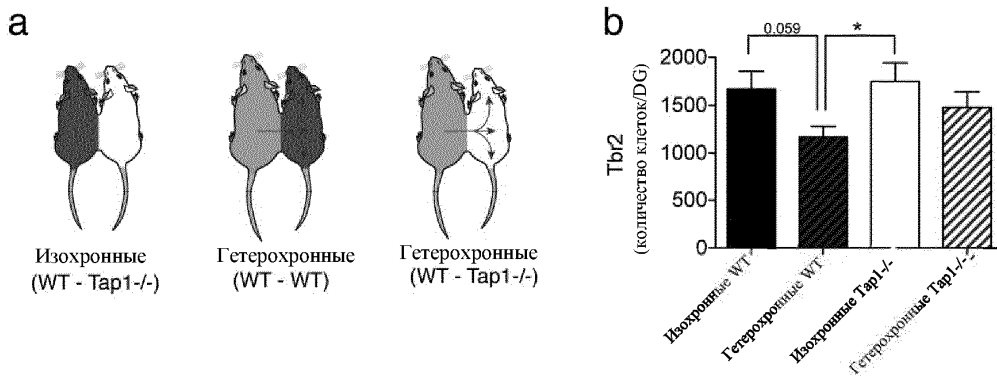 a
Изохронные
(WT - Tap1-/-)
Гетерохронные
(WT - WT)
Гетерохронные
(WT - Tap1-/-)
b
0.059
*
Tbr2
(количество клеток/DG)
2000
1500
1000
500
0
Изохронные WT
Гетерохронные WT
Изохронные Tap1-/-
Гетерохронные Tap1-/-